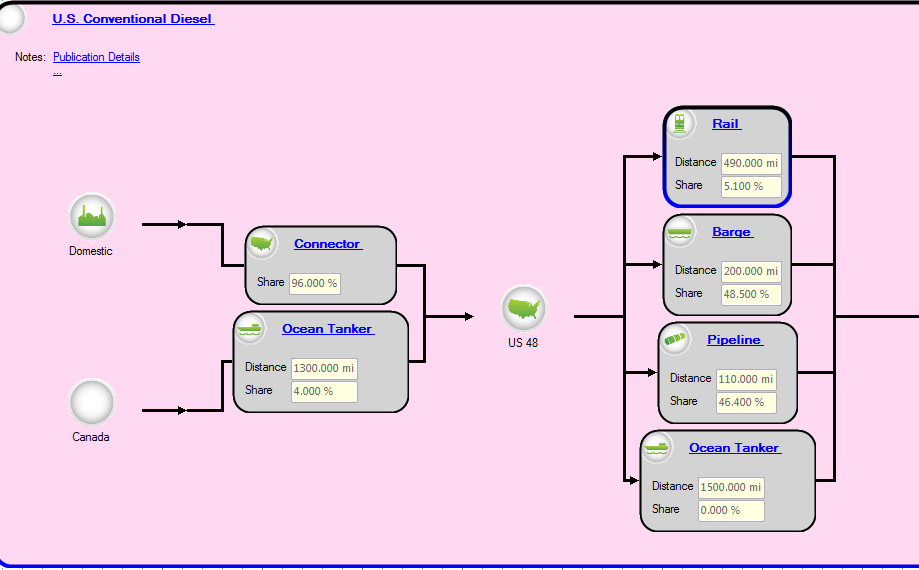 U.S. Conventional Diesel
Notes: Publication Details
...
Domestic
Connector
Share 96.000 %
Ocean Tanker
Distance 1300.000 mi
Share 4.000 %
Canada
US 48
Rail
Distance 490.000 mi
Share 5.100 %
Barge
Distance 200.000 mi
Share 48.500 %
Pipeline
Distance 110.000 mi
Share 46.400 %
Ocean Tanker
Distance 1500.000 mi
Share 0.000 %